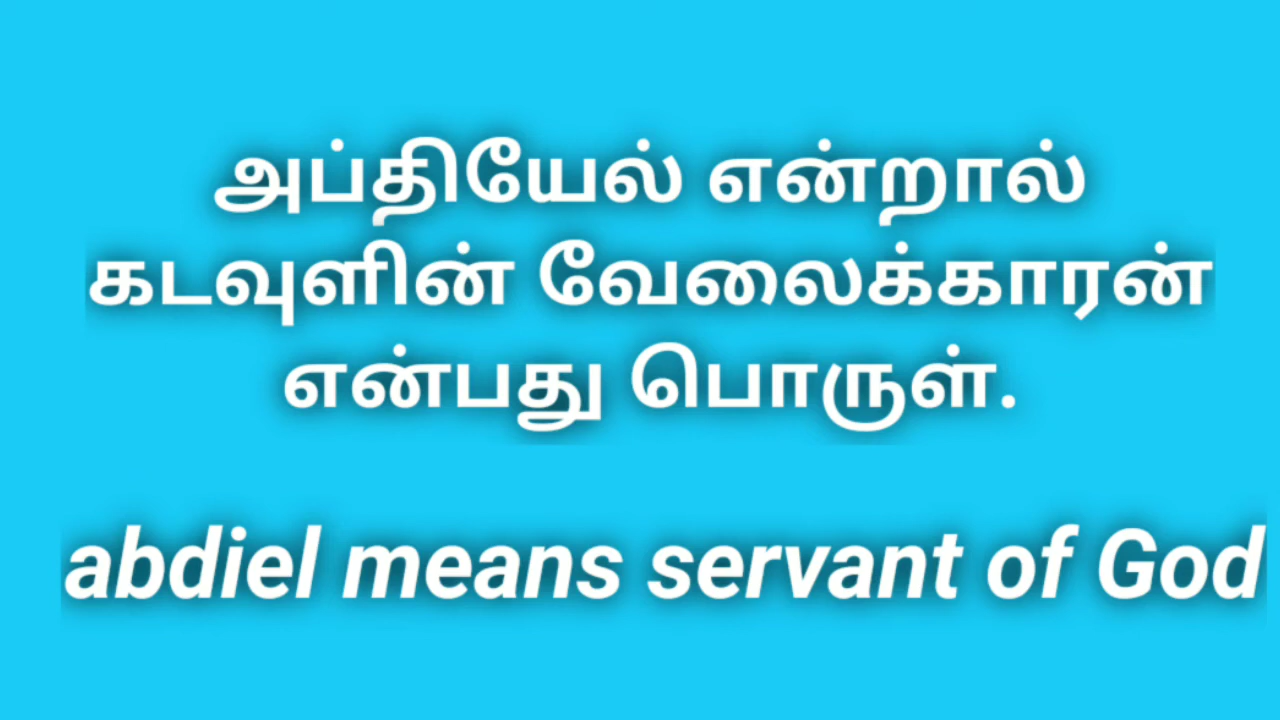 அப்தியேல் என்றால்
கடவுளின் வேலைக்காரன்
என்பது பொருள்.
abdiel means servant of God